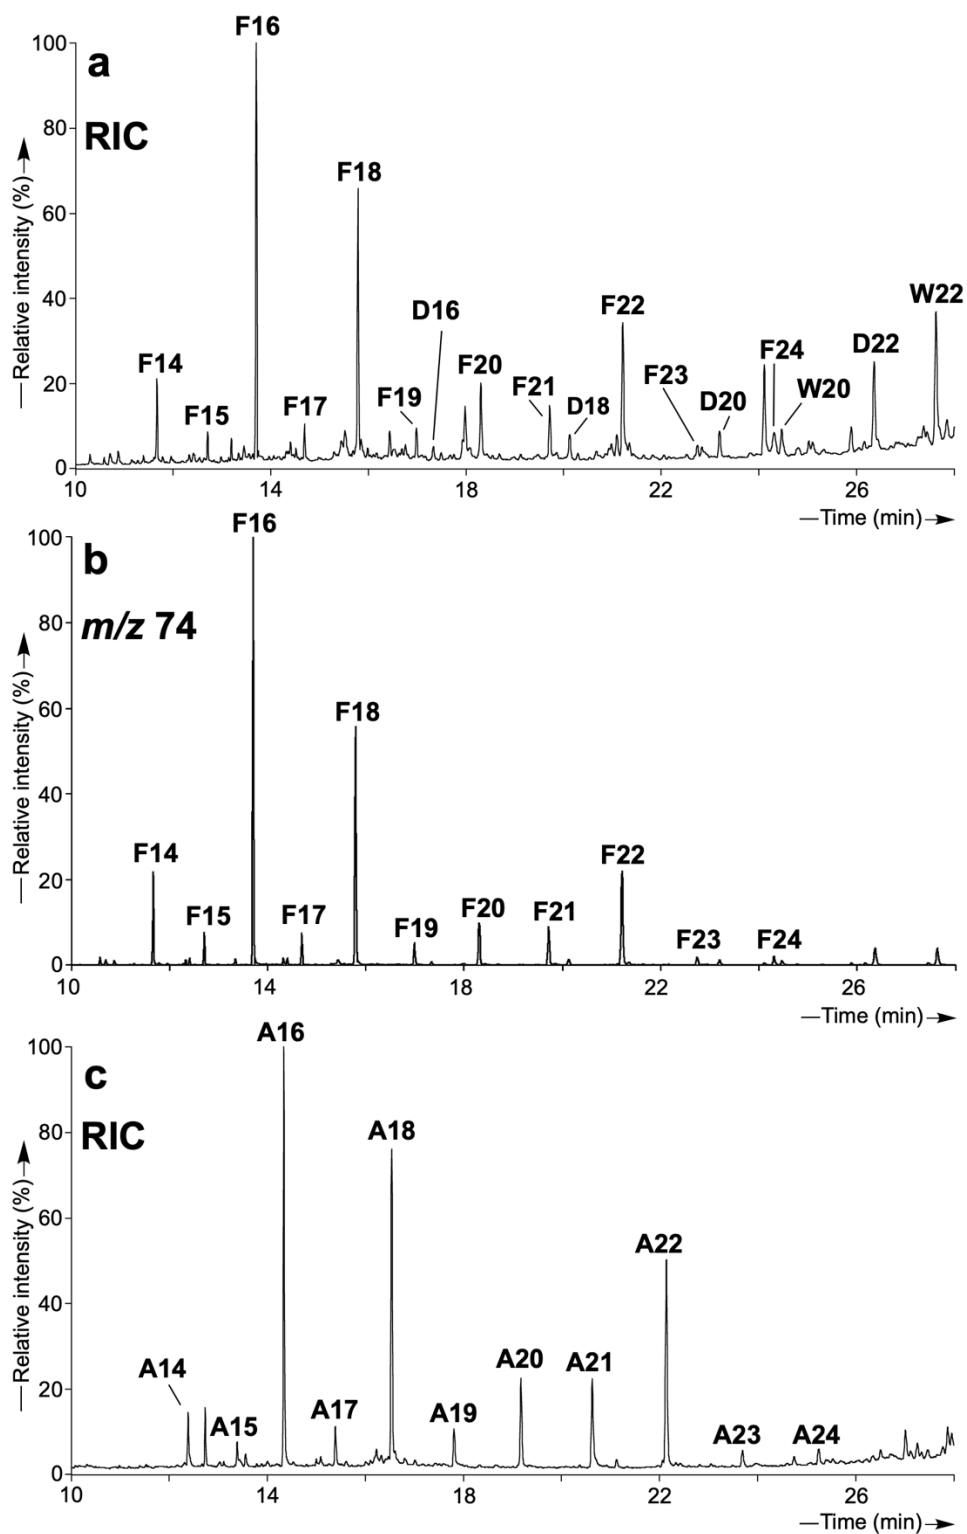 a
RIC
F16
F18
F14
F15
F17
F19
D16
F20
F21
D18
F22
F23
D20
F24
W20
D22
W22
100
80
60
40
20
0
—Relative intensity (%)→
10
14
18
22
26
—Time (min)→
b
m/z 74
F16
F18
F14
F15
F17
F19
F20
F21
F22
F23
F24
100
80
60
40
20
0
—Relative intensity (%)→
10
14
18
22
26
—Time (min)→
c
RIC
A16
A18
A14
A15
A17
A19
A20
A21
A22
A23
A24
100
80
60
40
20
0
—Relative intensity (%)→
10
14
18
22
26
—Time (min)→